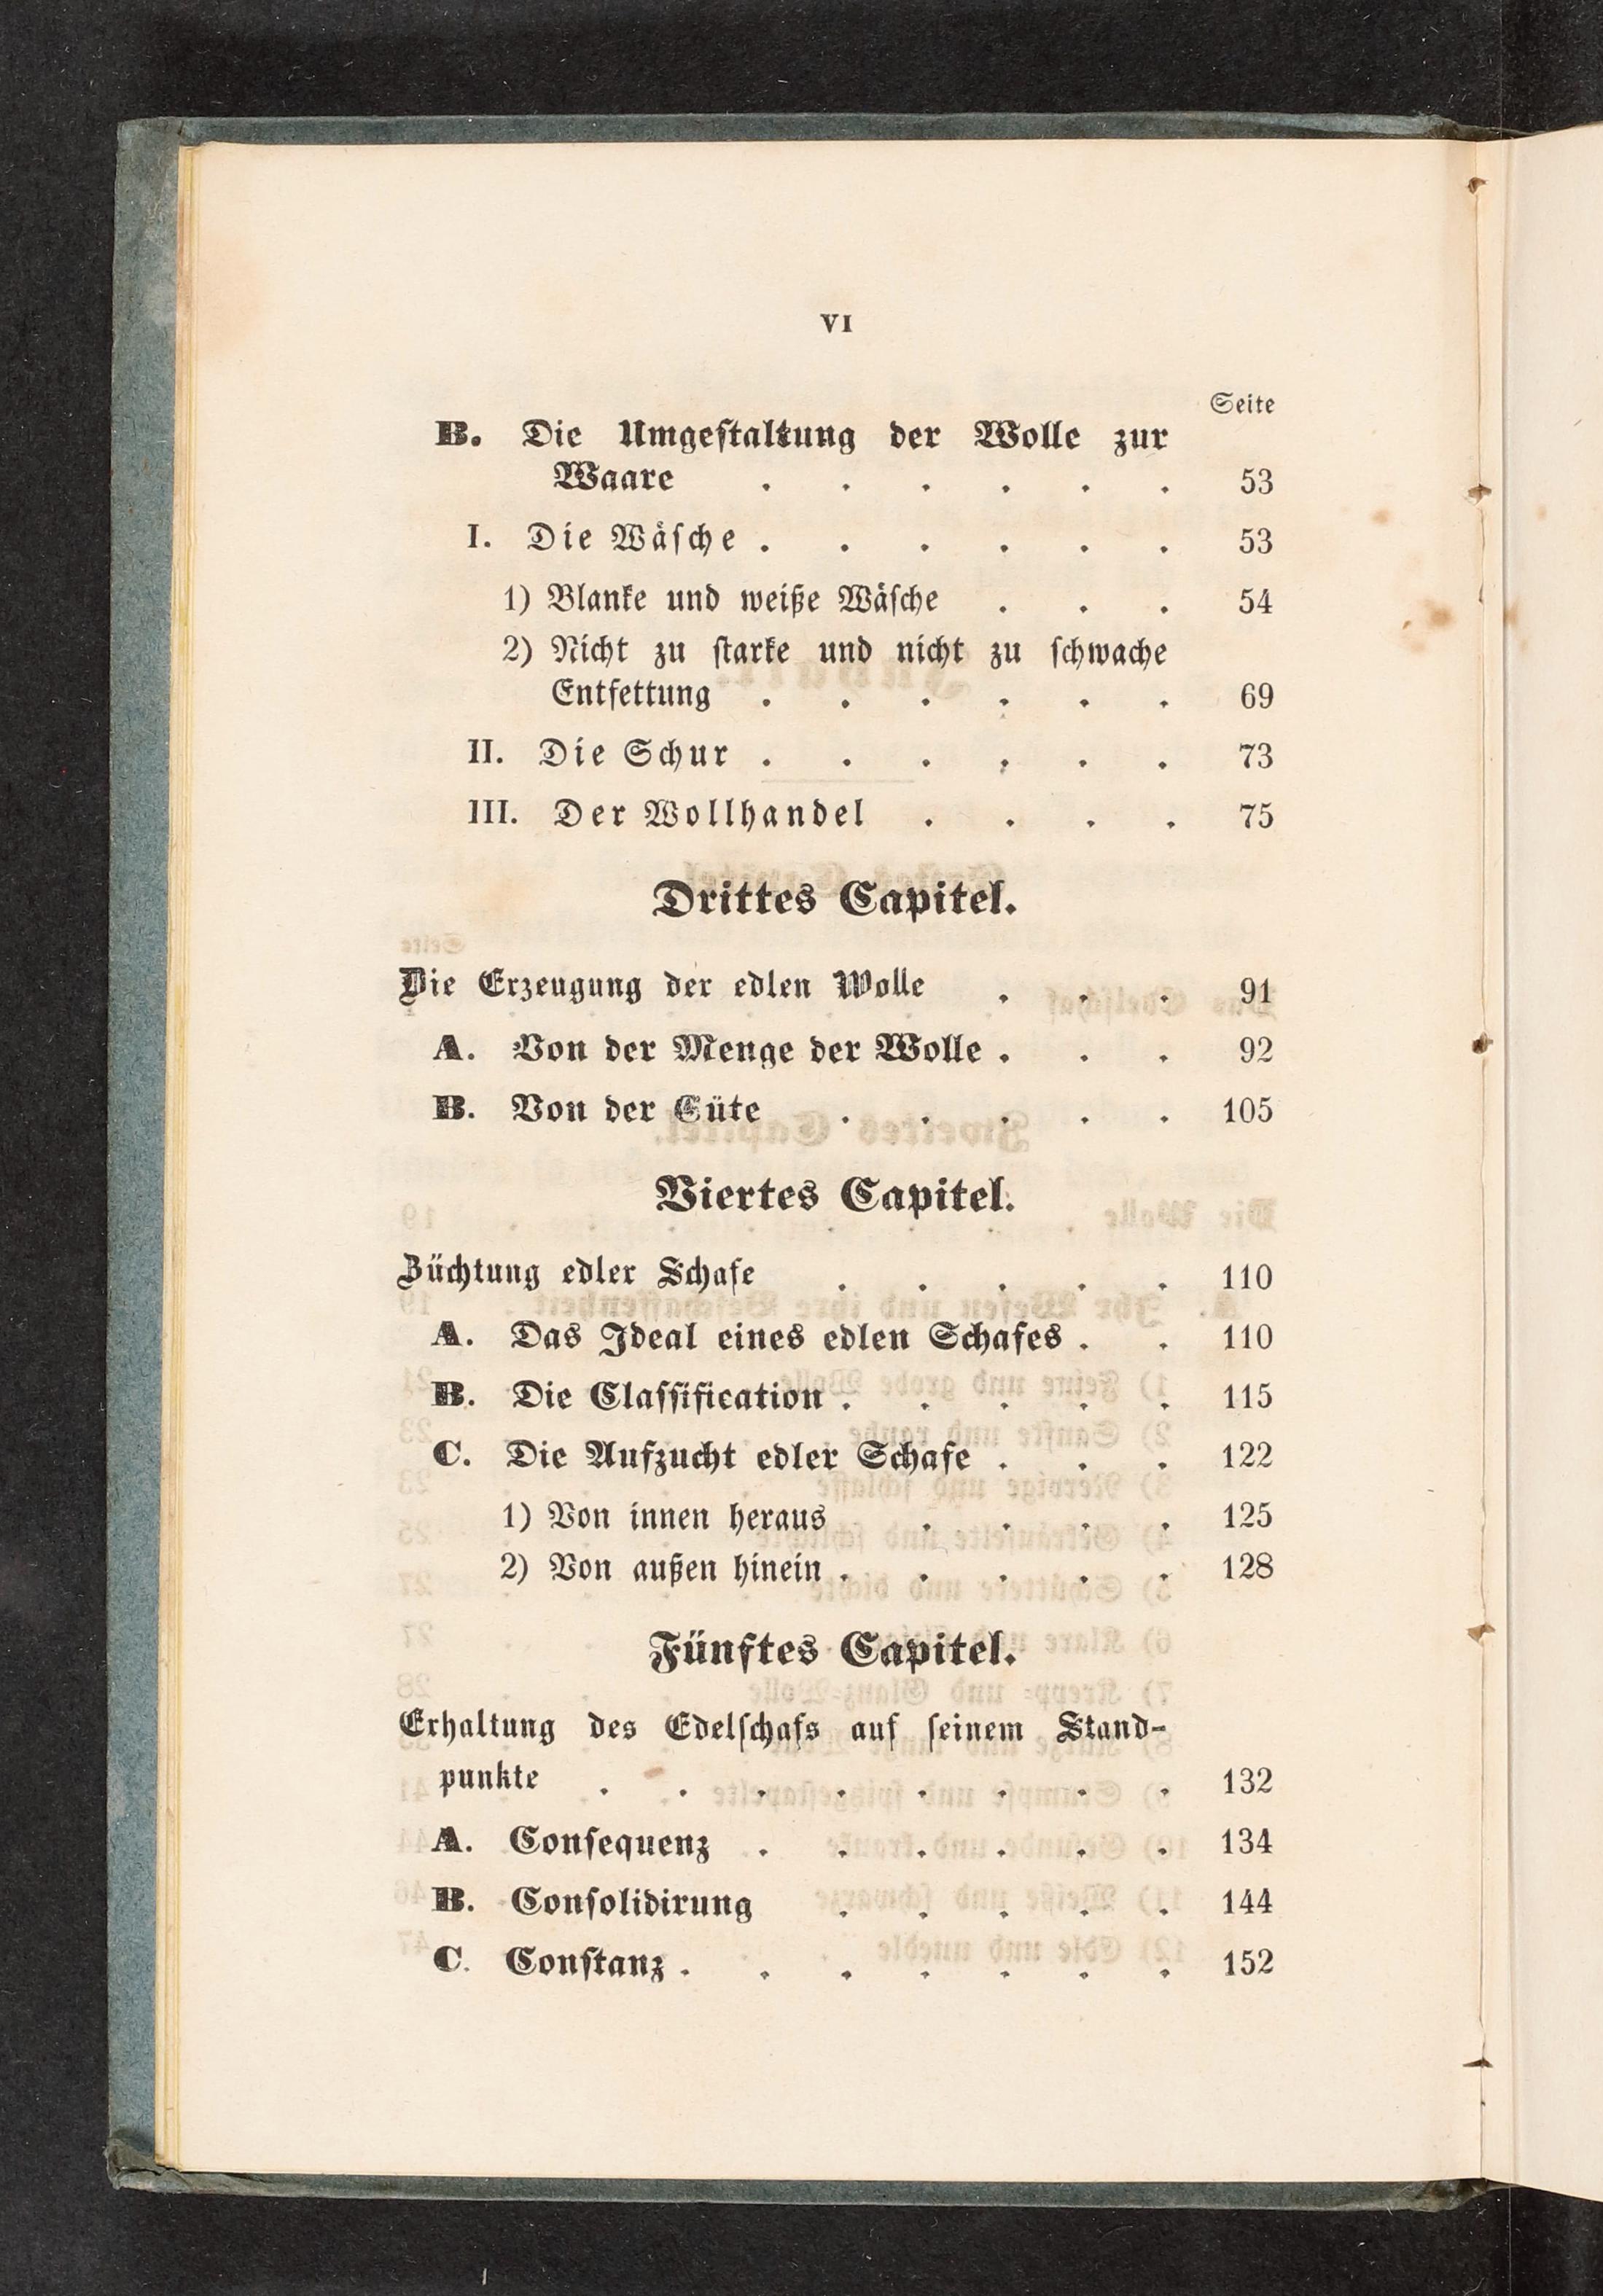 VI
Seite
B. Die Umgeſtaltung der Wolle zur
Waare . . . . . . 53
I. Die Wäſche . . . . . . 53
1) Blanke und weiße Wäſche . . . 54
2) Nicht zu ſtarke und nicht zu ſchwache
Entfettung . . . . . . 69
II. Die Schur . . . . . . 73
III. Der Wollhandel . . . . 75
Drittes Capitel.
Die Erzeugung der edlen Wolle . . . 91
A. Von der Menge der Wolle . . . 92
B. Von der Güte . . . . . 105
Viertes Capitel.
Züchtung edler Schafe . . . . . 110
A. Das Ideal eines edlen Schafes . . 110
B. Die Claſſification . . . . . 115
C. Die Aufzucht edler Schafe . . . 122
1) Von innen heraus . . . . 125
2) Von außen hinein . . . . . 128
Fünftes Capitel.
Erhaltung des Edelſchafs auf ſeinem Stand-
punkte . . . . . . . . 132
A. Conſequenz . . . . . . 134
B. Conſolidirung . . . . . 144
C. Conſtanz . . . . . . . 152